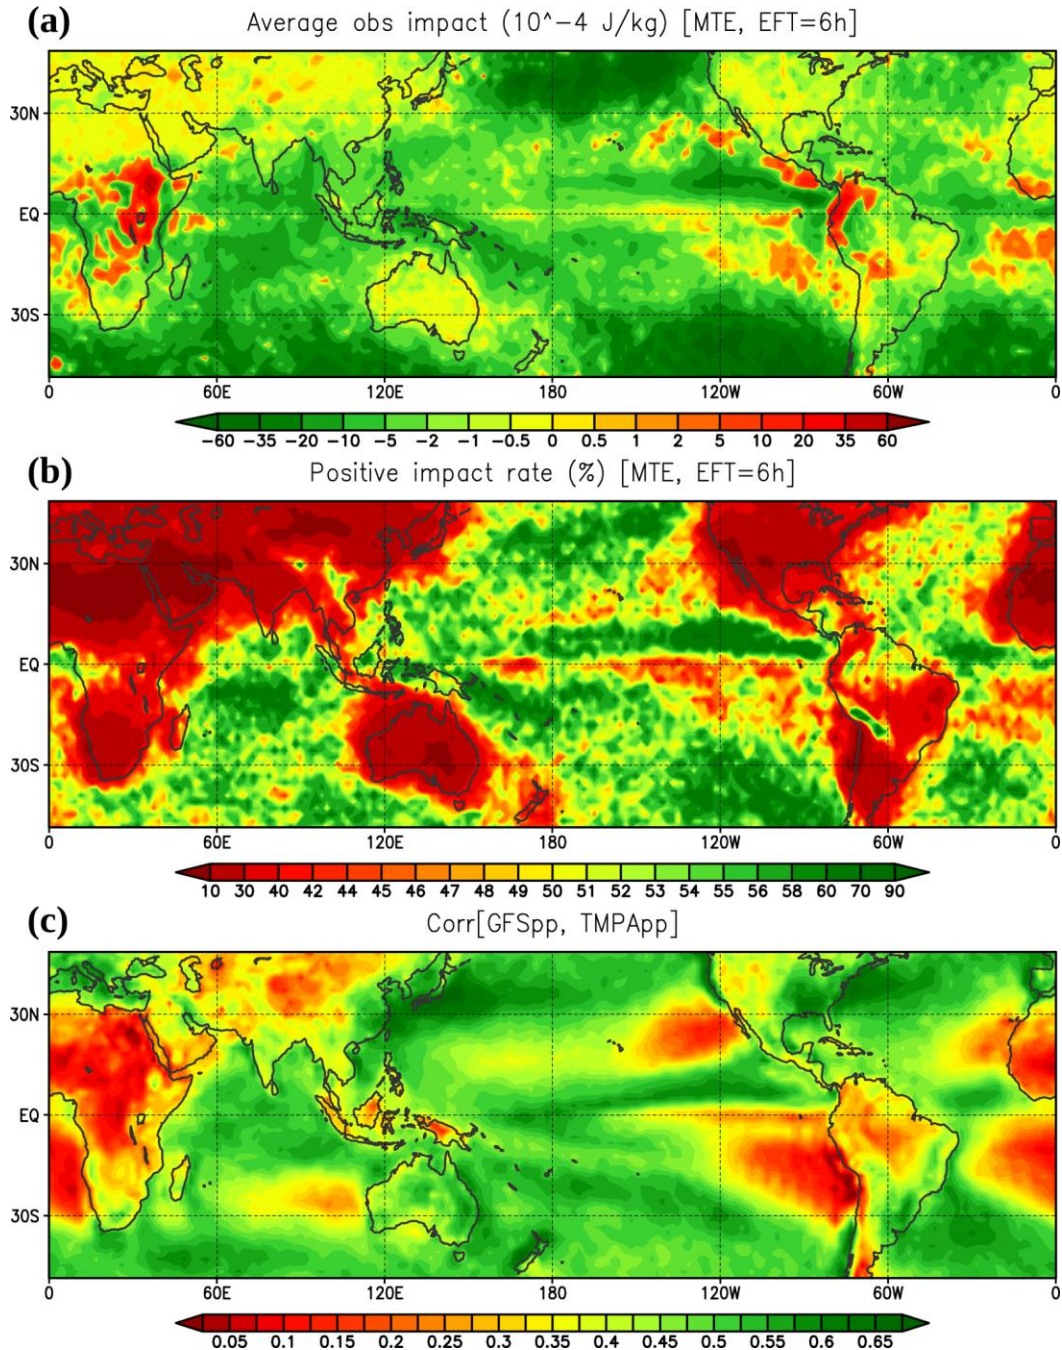 (a) Average obs impact (10^−4 J/kg) [MTE, EFT=6h]
30N
EQ
30S
0 60E 120E 180 120W 60W 0
−60 −35 −20 −10 −5 −2 −1 −0.5 0 0.5 1 2 5 10 20 35 60
(b) Positive impact rate (%) [MTE, EFT=6h]
30N
EQ
30S
0 60E 120E 180 120W 60W 0
10 30 40 42 44 45 46 47 48 49 50 51 52 53 54 55 56 58 60 70 90
(c) Corr[GFSpp, TMPApp]
30N
EQ
30S
0 60E 120E 180 120W 60W 0
0.05 0.1 0.15 0.2 0.25 0.3 0.35 0.4 0.45 0.5 0.55 0.6 0.65